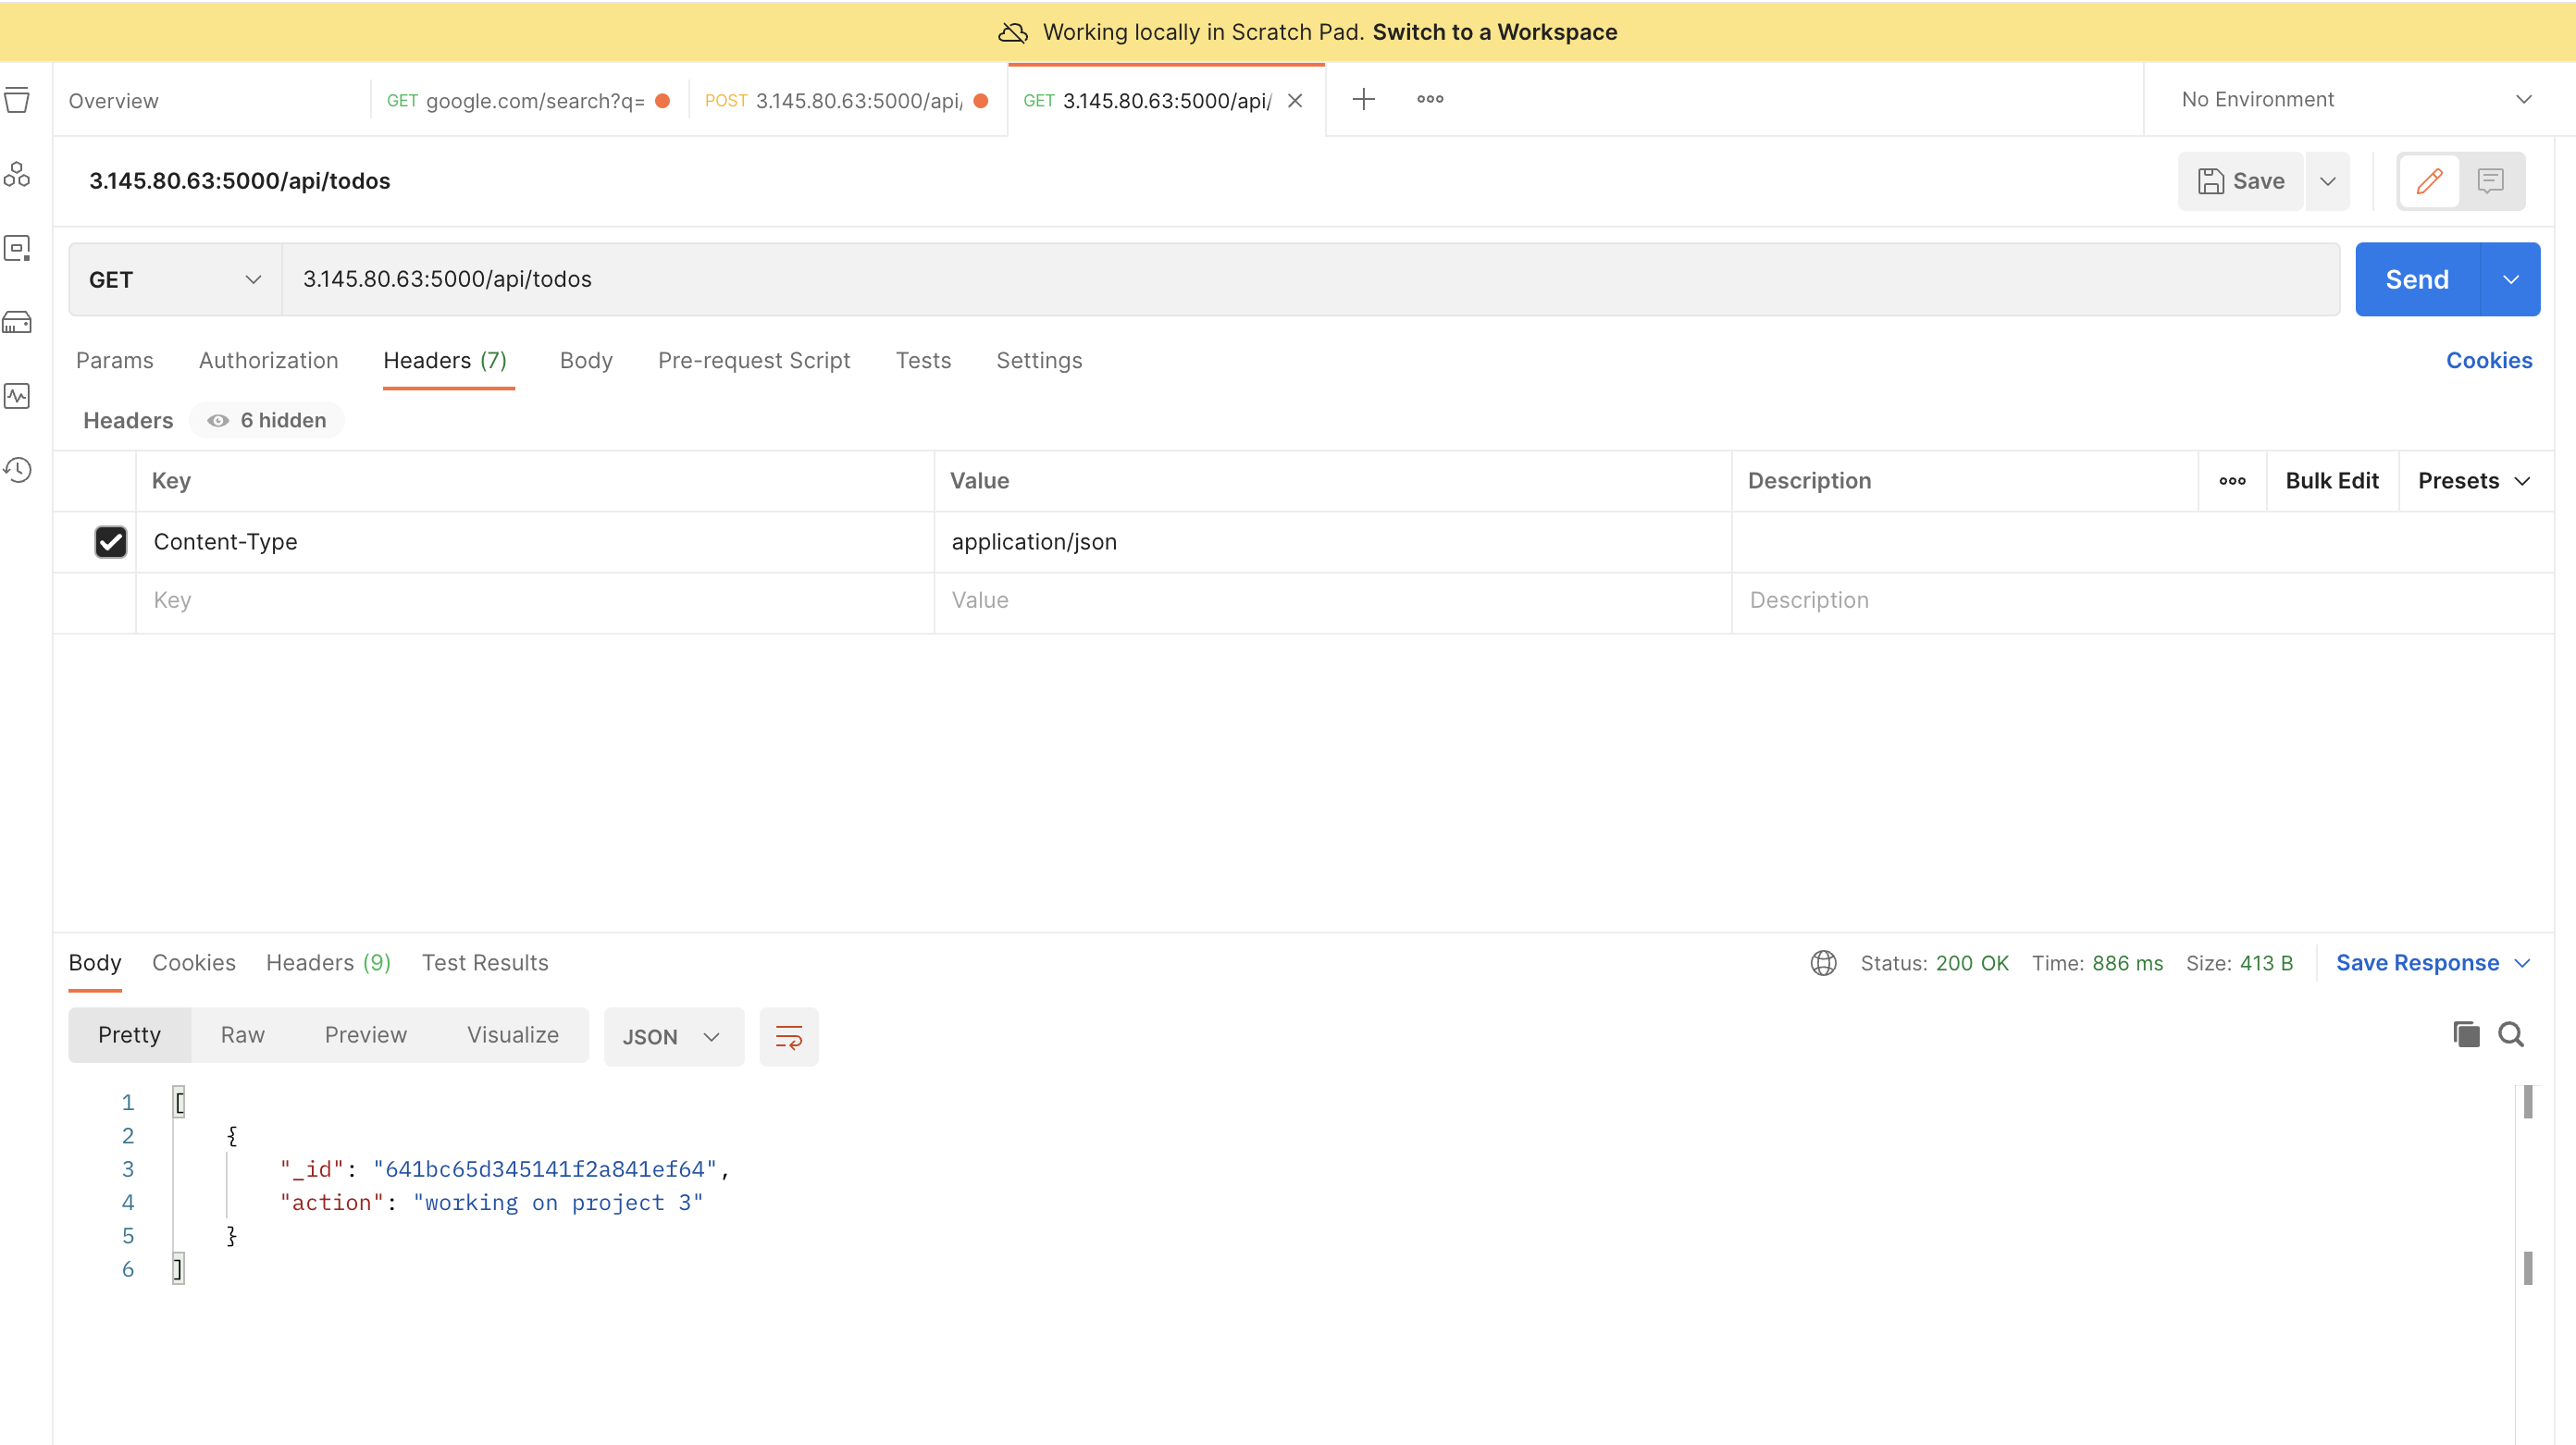 Working locally in Scratch Pad. Switch to a Workspace
Overview
GET google.com/search?q=
POST 3.145.80.63:5000/api/
GET 3.145.80.63:5000/api/
No Environment
3.145.80.63:5000/api/todos
Save
GET 3.145.80.63:5000/api/todos
Send
Params Authorization Headers (7) Body Pre-request Script Tests Settings Cookies
Headers 6 hidden
Key Value Description Bulk Edit Presets
Content-Type application/json
Key Value Description
Body Cookies Headers (9) Test Results Status: 200 OK Time: 886 ms Size: 413 B Save Response
Pretty Raw Preview Visualize JSON
1 [
2 {
3 "_id": "641bc65d345141f2a841ef64",
4 "action": "working on project 3"
5 }
6 ]